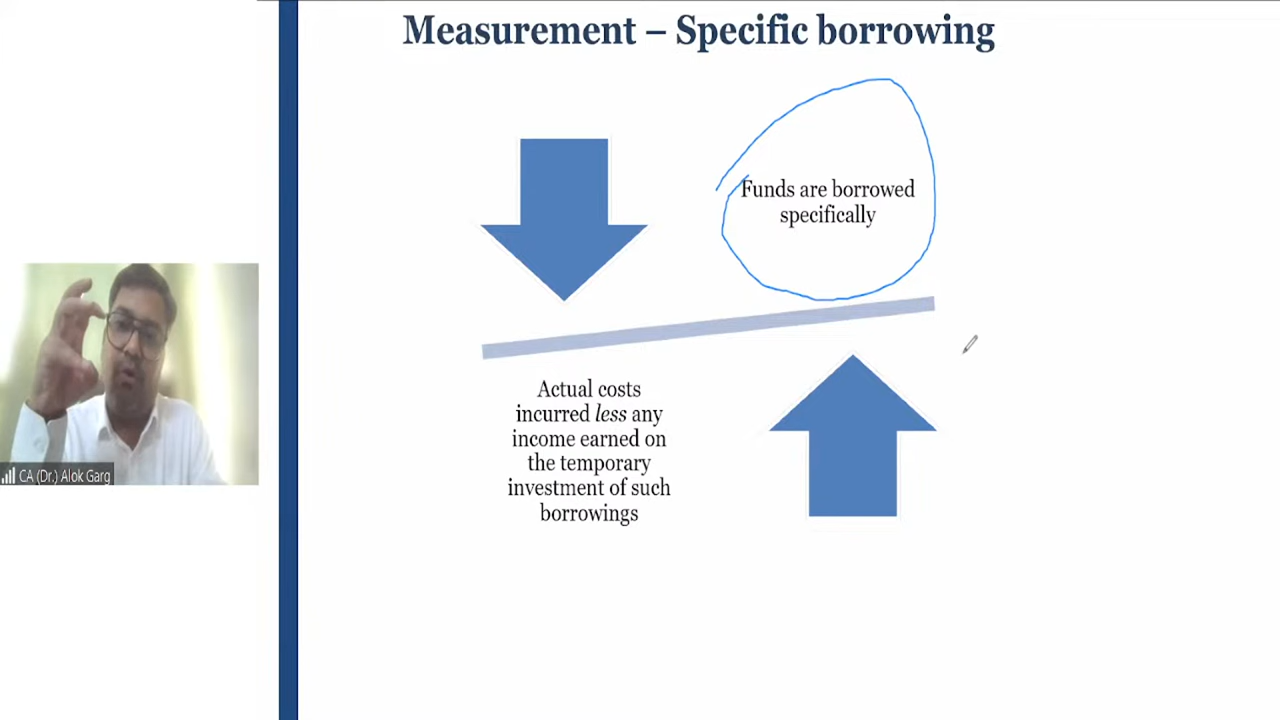 Measurement – Specific borrowing
Funds are borrowed
specifically
Actual costs
incurred less any
income earned on
the temporary
investment of such
borrowings
CA (Dr.) Alok Garg